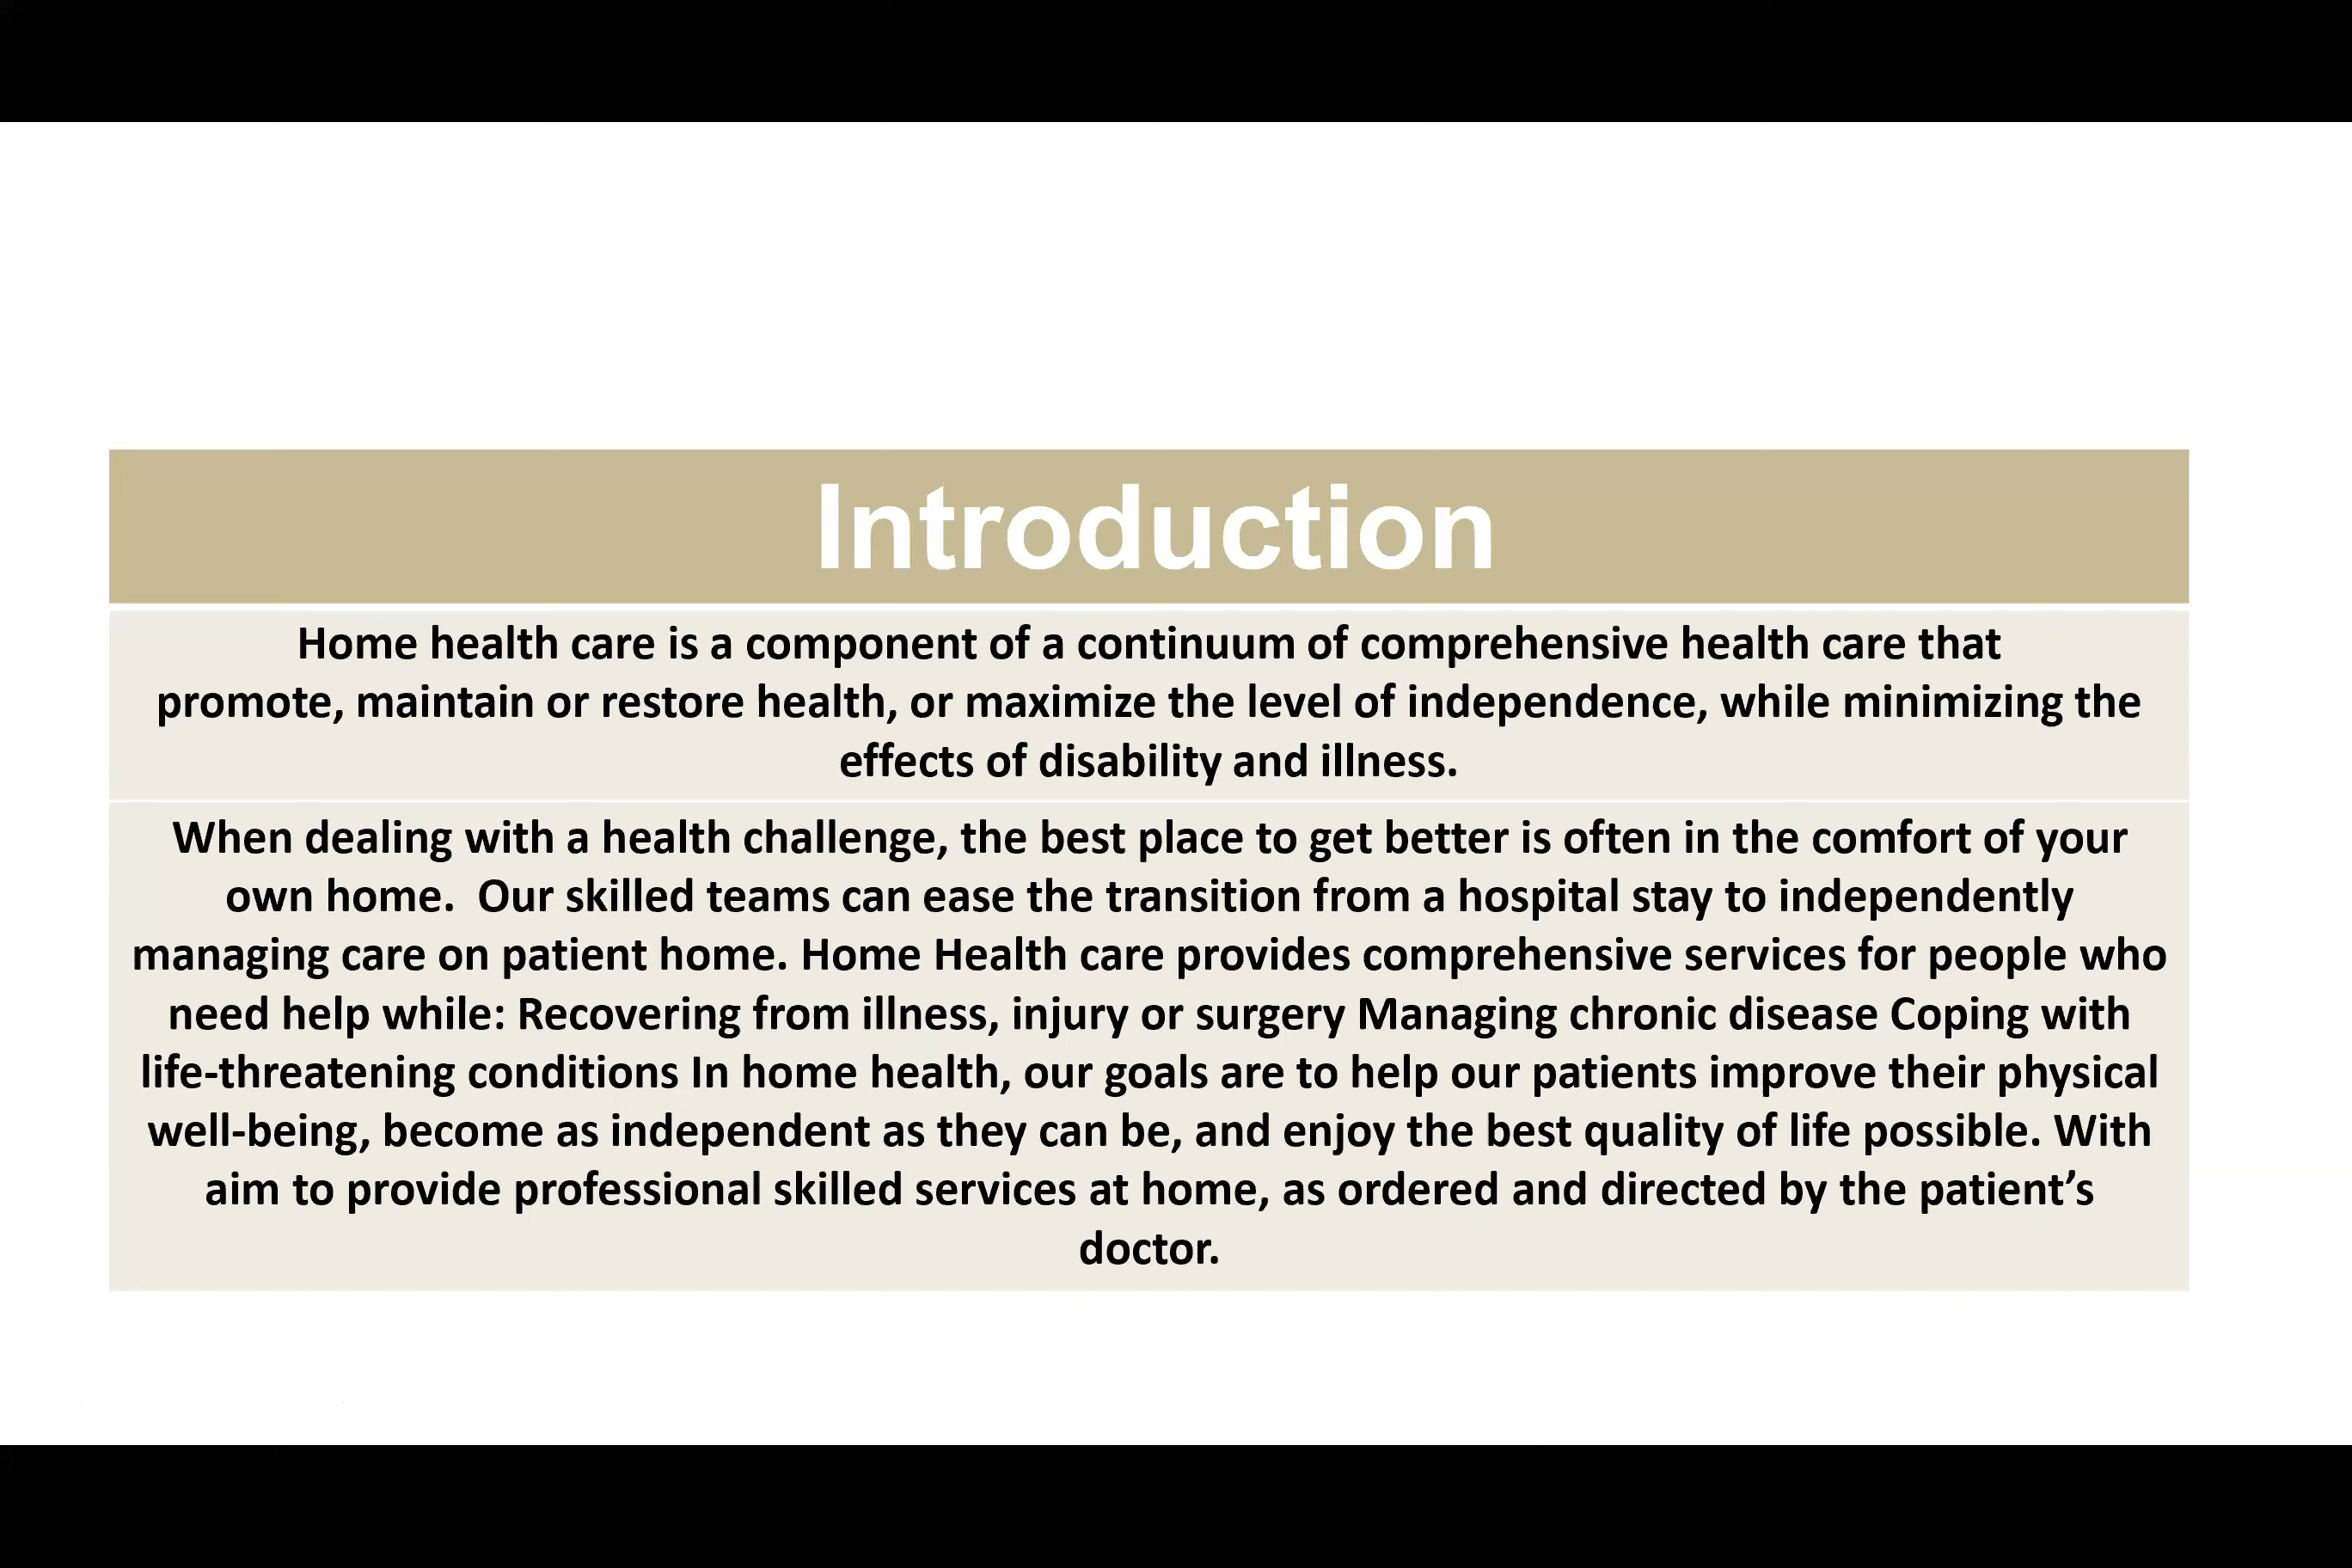 Introduction
Home health care is a component of a continuum of comprehensive health care that
promote, maintain or restore health, or maximize the level of independence, while minimizing the
effects of disability and illness.
When dealing with a health challenge, the best place to get better is often in the comfort of your
own home.  Our skilled teams can ease the transition from a hospital stay to independently
managing care on patient home. Home Health care provides comprehensive services for people who
need help while: Recovering from illness, injury or surgery Managing chronic disease Coping with
life-threatening conditions In home health, our goals are to help our patients improve their physical
well-being, become as independent as they can be, and enjoy the best quality of life possible. With
aim to provide professional skilled services at home, as ordered and directed by the patient’s
doctor.